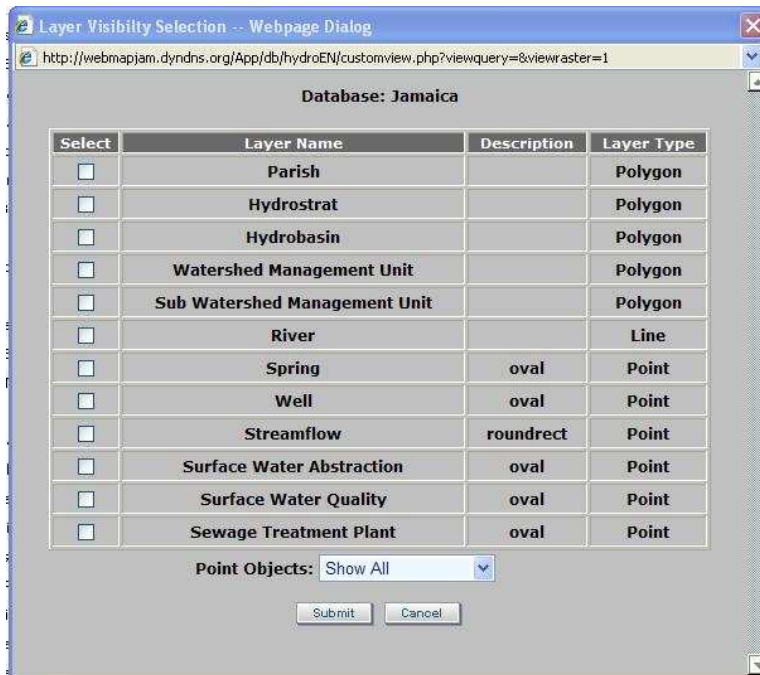 Layer Visibilty Selection -- Webpage Dialog
http://webmapjam.dyndns.org/App/db/hydroEN/customview.php?viewquery=&viewraster=1
Database: Jamaica
Select Layer Name Description Layer Type
Parish Polygon
Hydrostrat Polygon
Hydrobasin Polygon
Watershed Management Unit Polygon
Sub Watershed Management Unit Polygon
River Line
Spring oval Point
Well oval Point
Streamflow roundrect Point
Surface Water Abstraction oval Point
Surface Water Quality oval Point
Sewage Treatment Plant oval Point
Point Objects: Show All
Submit Cancel